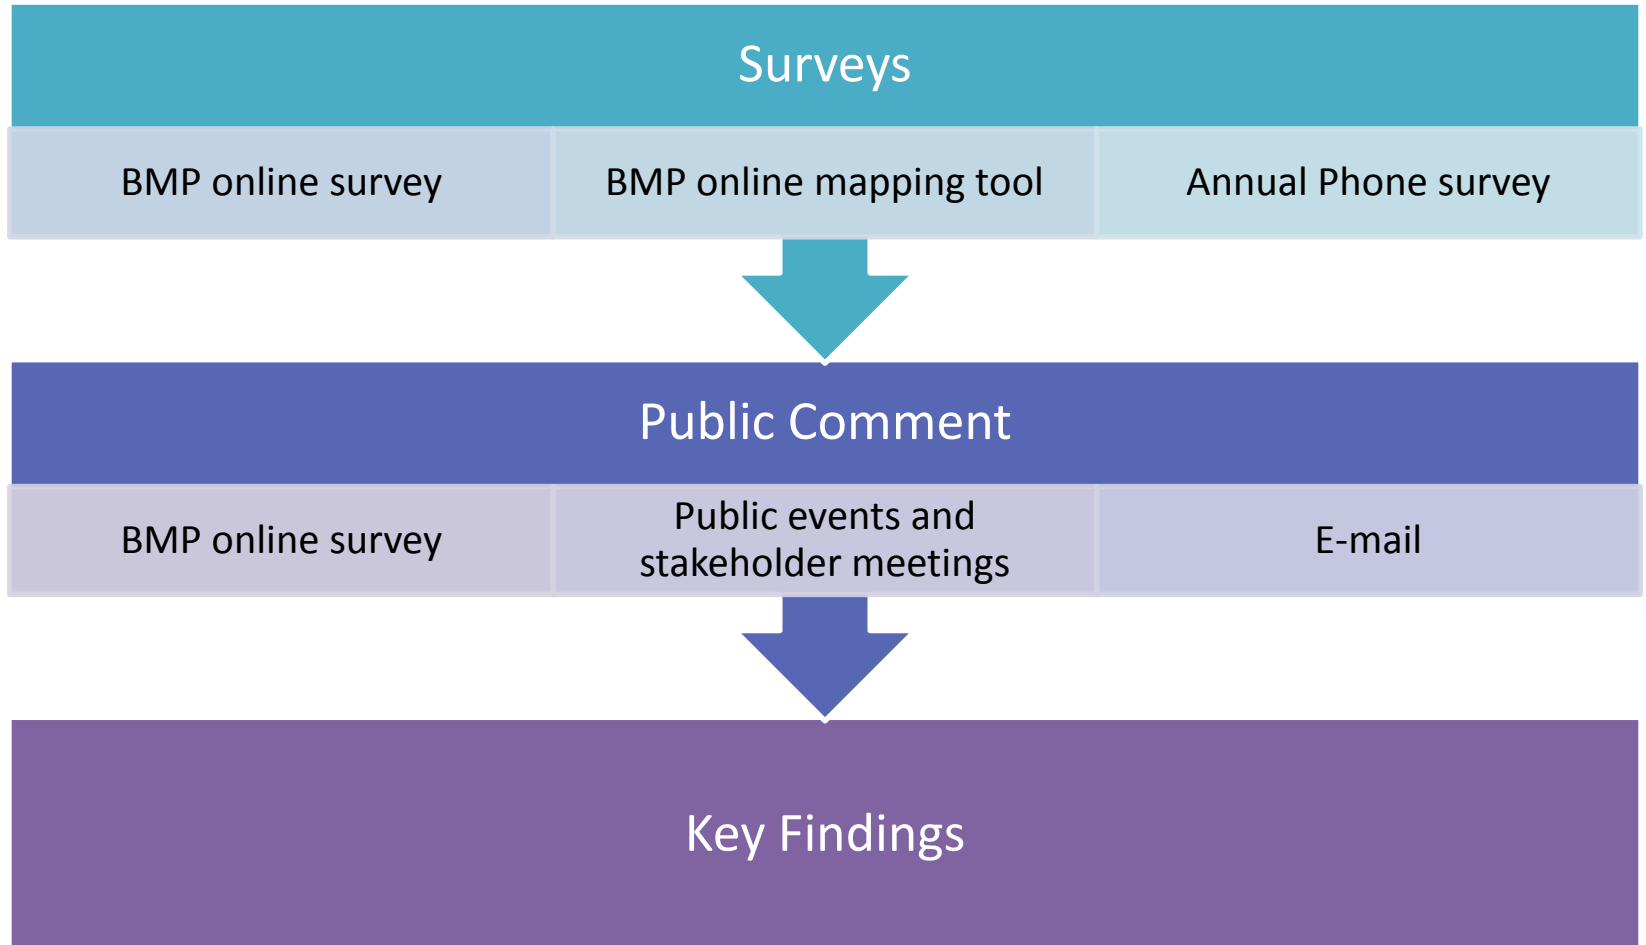 Surveys
BMP online survey
BMP online mapping tool
Annual Phone survey
Public Comment
BMP online survey
Public events and
stakeholder meetings
E-mail
Key Findings